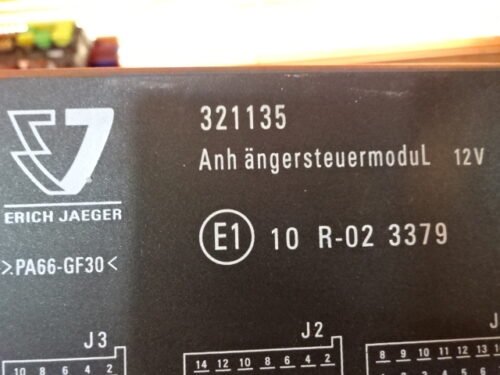 321135
Anh ängersteuermoduL 12V
ERICH JAEGER
E1 10 R-02 3379
>PA66-GF30<
J3
J2
J
10 8 6 4 2
14 12 10 8 6 4 2
8 9 10 11 12 13